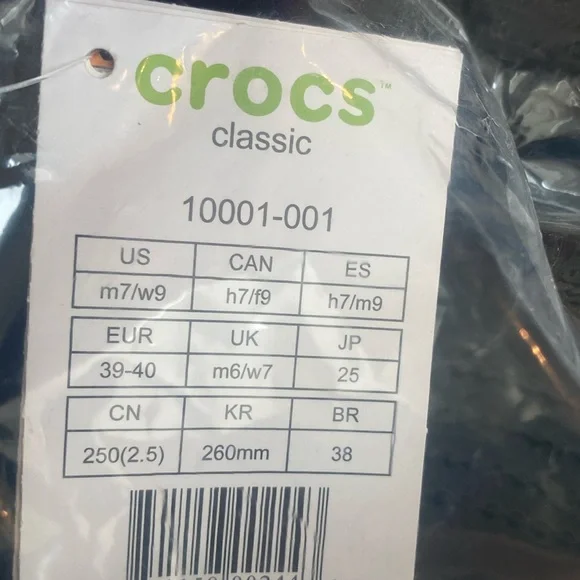 crocs™
classic
10001-001
US CAN ES
m7/w9 h7/f9 h7/m9
EUR UK JP
39-40 m6/w7 25
CN KR BR
250(2.5) 260mm 38